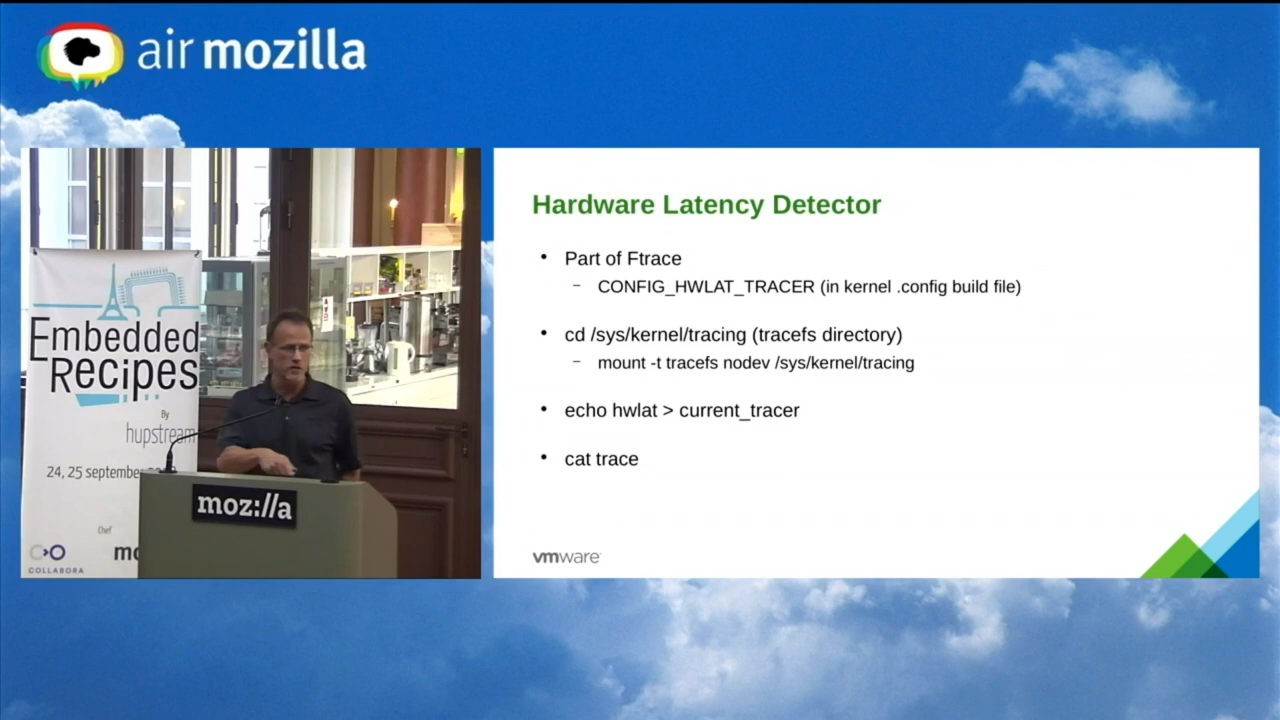 air mozilla
Embedded
Recipes
By
hupstream
24, 25 september
Chef
COLLABORA
moz://a
Hardware Latency Detector
• Part of Ftrace
– CONFIG_HWLAT_TRACER (in kernel .config build file)
• cd /sys/kernel/tracing (tracefs directory)
– mount -t tracefs nodev /sys/kernel/tracing
• echo hwlat > current_tracer
• cat trace
vmware